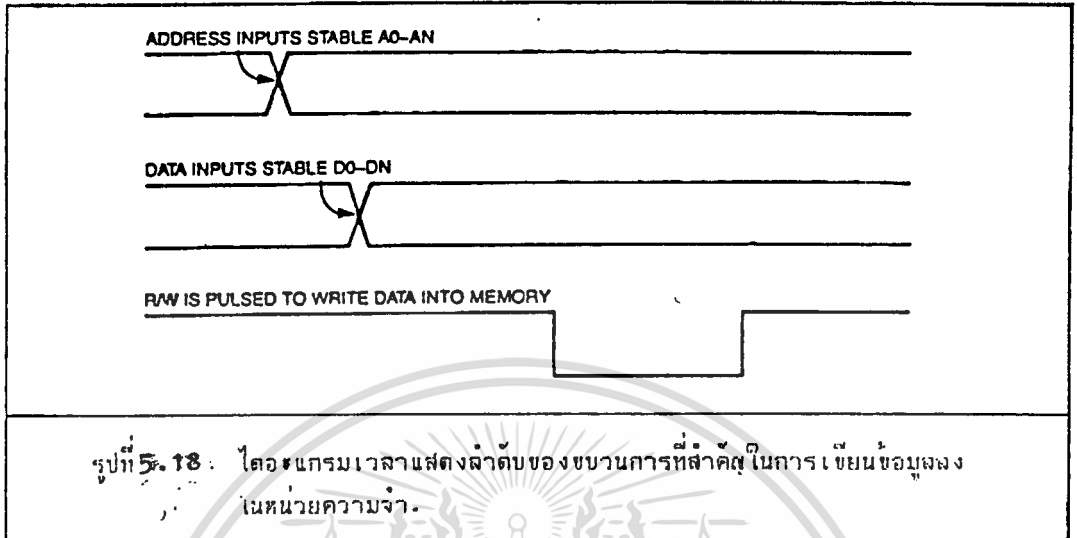 ADDRESS INPUTS STABLE A0–AN
DATA INPUTS STABLE D0–DN
R/W IS PULSED TO WRITE DATA INTO MEMORY
รูปที่ 5.18 : ไดอะแกรมเวลาแสดงลำดับของขบวนการที่สำคัญในการเขียนข้อมูลลง
ในหน่วยความจำ.